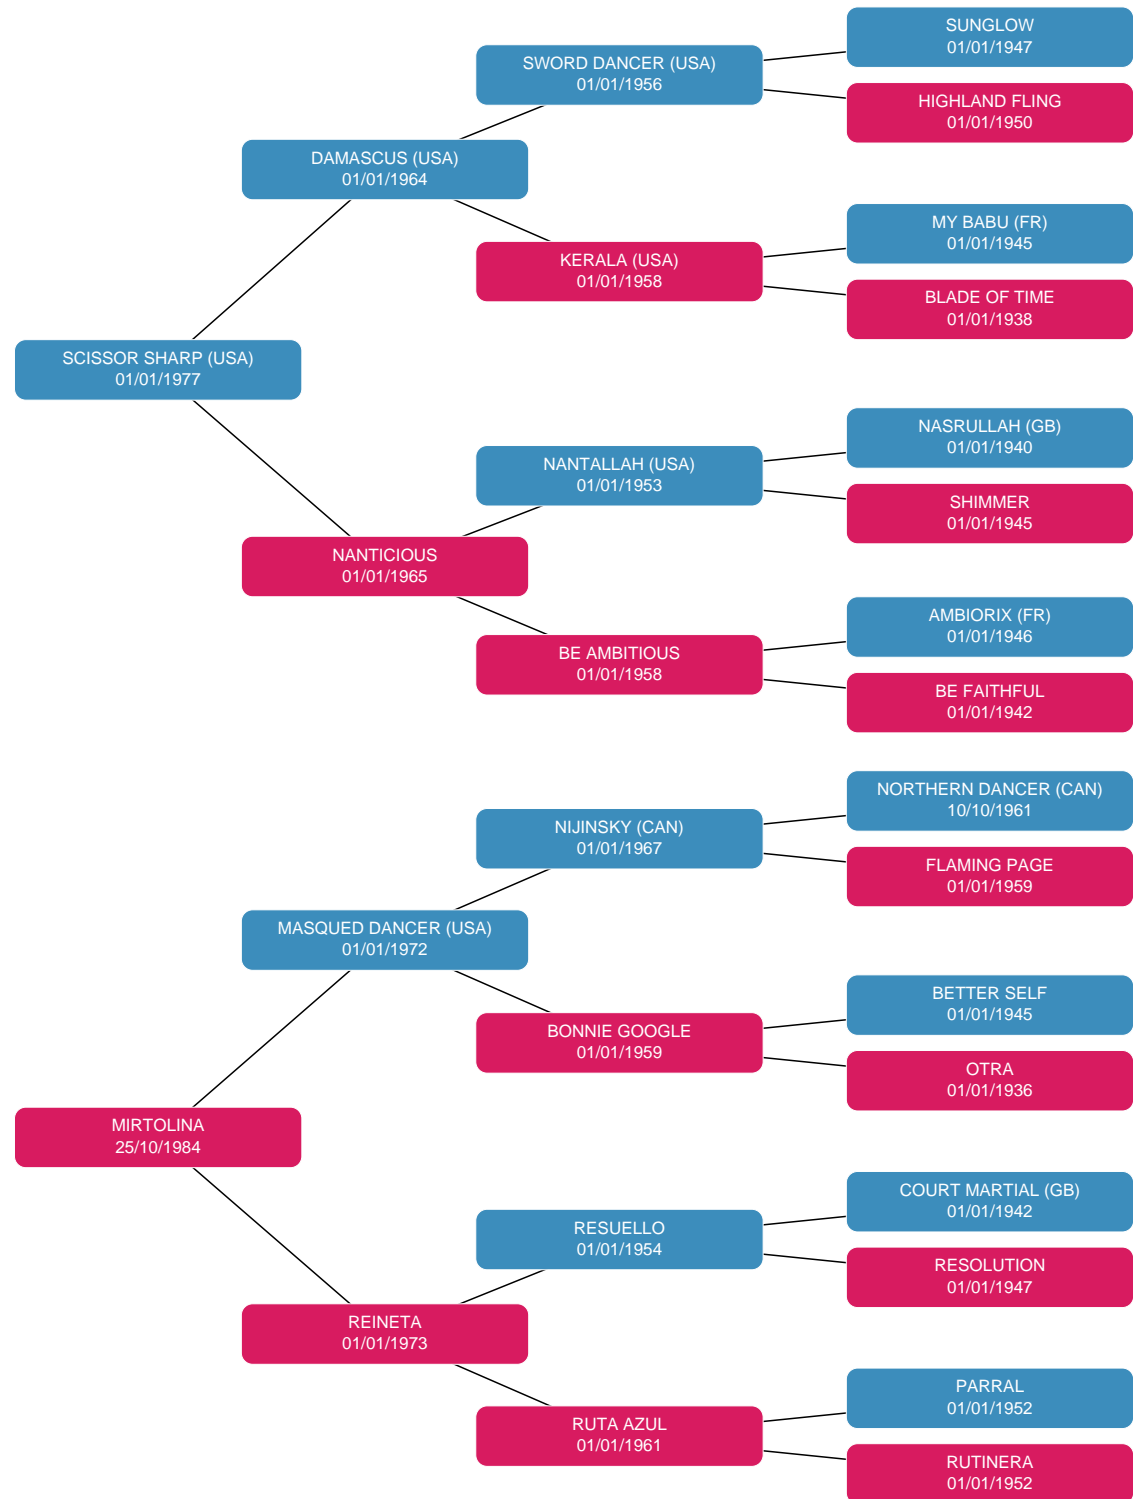 SUNGLOW
01/01/1947
SWORD DANCER (USA)
01/01/1956
HIGHLAND FLING
01/01/1950
DAMASCUS (USA)
01/01/1964
MY BABU (FR)
01/01/1945
KERALA (USA)
01/01/1958
BLADE OF TIME
01/01/1938
SCISSOR SHARP (USA)
01/01/1977
NASRULLAH (GB)
01/01/1940
NANTALLAH (USA)
01/01/1953
SHIMMER
01/01/1945
NANTICIOUS
01/01/1965
AMBIORIX (FR)
01/01/1946
BE AMBITIOUS
01/01/1958
BE FAITHFUL
01/01/1942
NORTHERN DANCER (CAN)
10/10/1961
NIJINSKY (CAN)
01/01/1967
FLAMING PAGE
01/01/1959
MASQUED DANCER (USA)
01/01/1972
BETTER SELF
01/01/1945
BONNIE GOOGLE
01/01/1959
OTRA
01/01/1936
MIRTOLINA
25/10/1984
COURT MARTIAL (GB)
01/01/1942
RESUELLO
01/01/1954
RESOLUTION
01/01/1947
REINETA
01/01/1973
PARRAL
01/01/1952
RUTA AZUL
01/01/1961
RUTINERA
01/01/1952